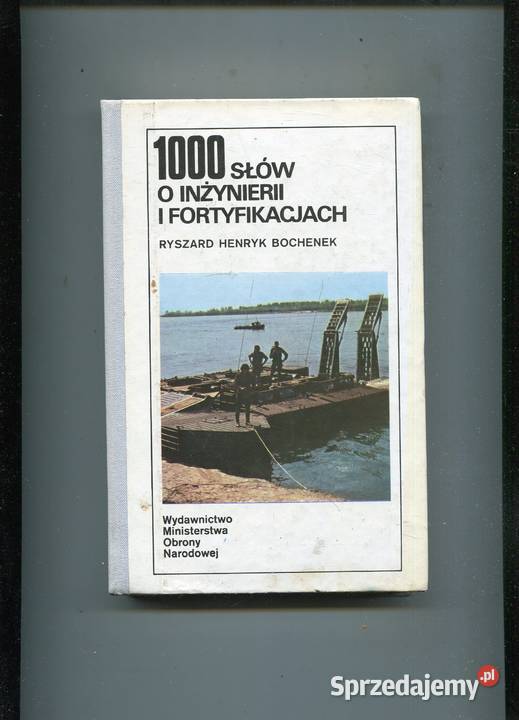 1000 SŁÓW
O INŻYNIERII
I FORTYFIKACJACH
RYSZARD HENRYK BOCHENEK
Wydawnictwo
Ministerstwa
Obrony
Narodowej
Sprzedajemy.pl